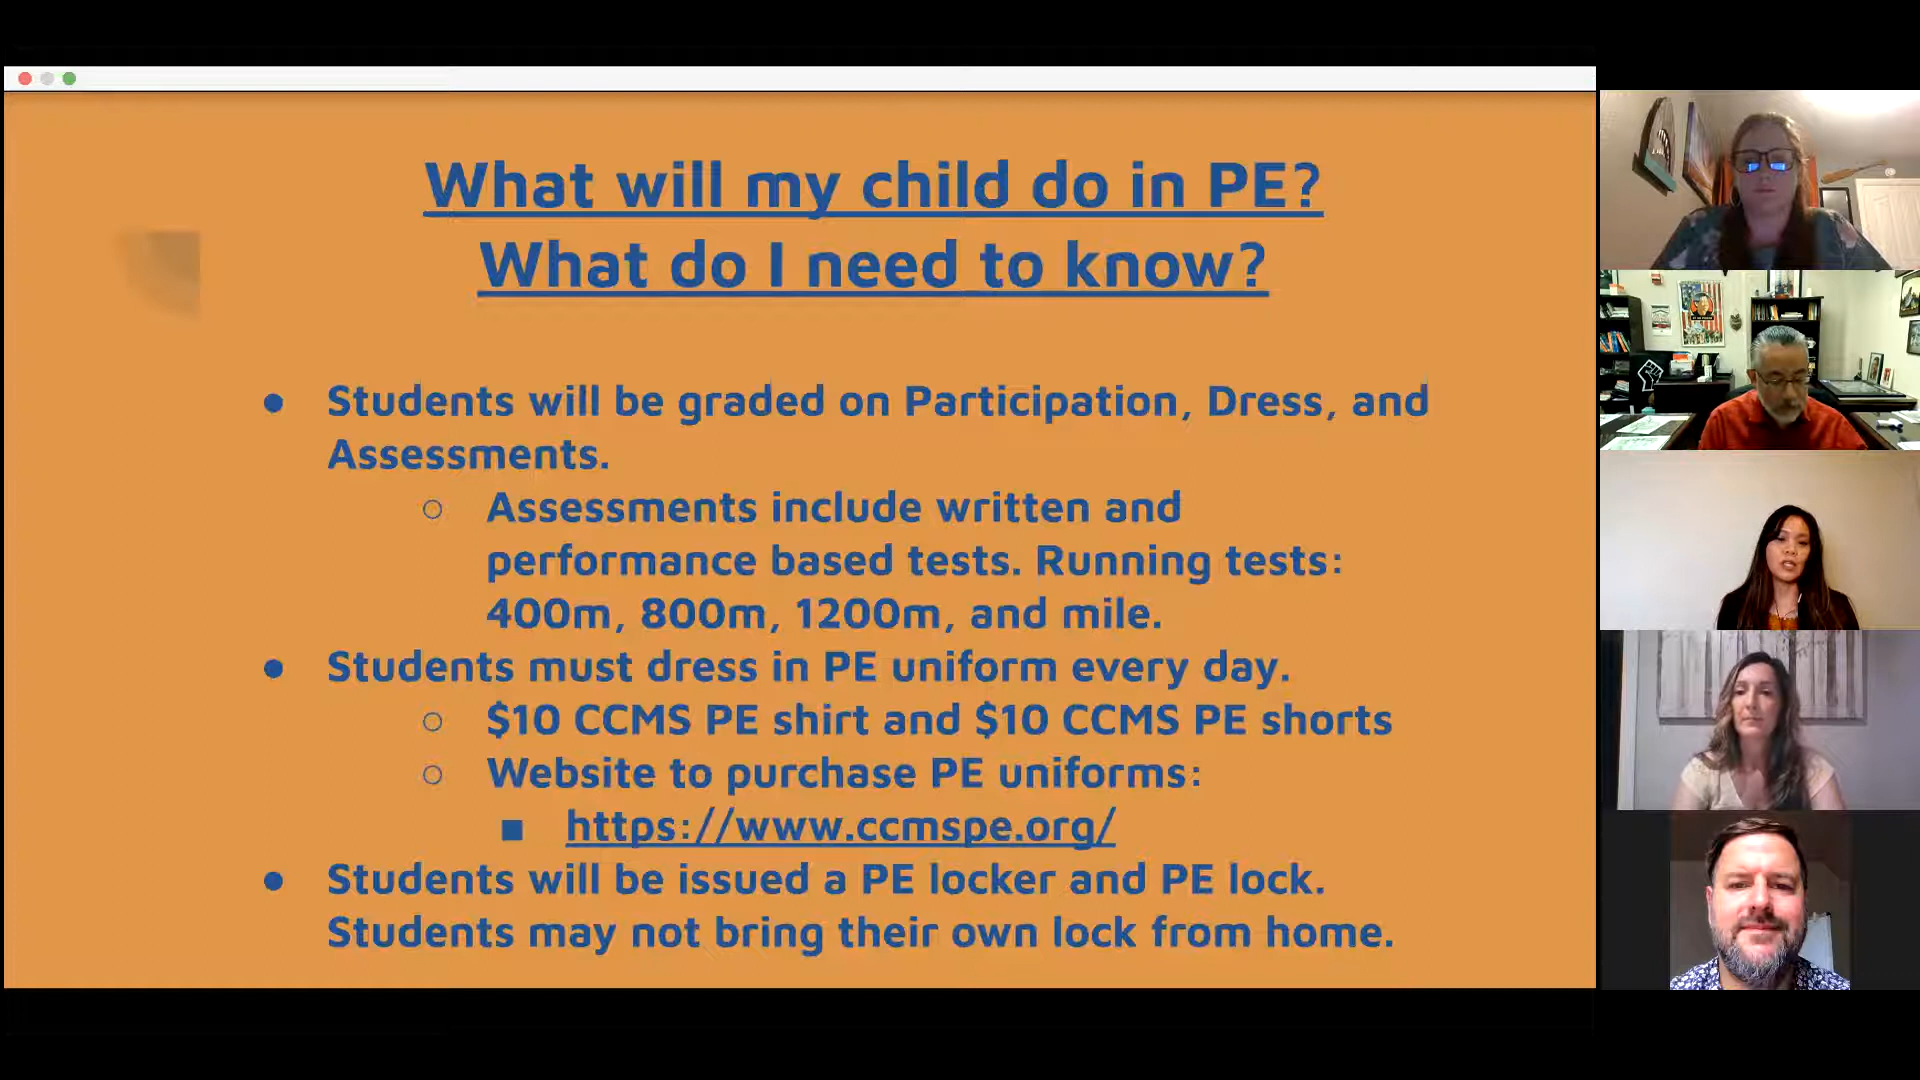 What will my child do in PE?
What do I need to know?
● Students will be graded on Participation, Dress, and
Assessments.
○ Assessments include written and
performance based tests. Running tests:
400m, 800m, 1200m, and mile.
● Students must dress in PE uniform every day.
○ $10 CCMS PE shirt and $10 CCMS PE shorts
○ Website to purchase PE uniforms:
■ https://www.ccmspe.org/
● Students will be issued a PE locker and PE lock.
Students may not bring their own lock from home.